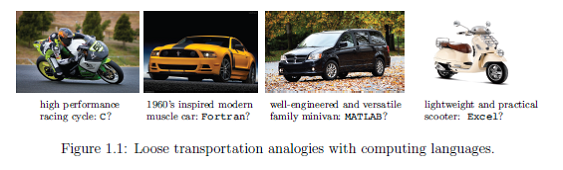 high performance
racing cycle: C?
1960's inspired modern
muscle car: Fortran?
well-engineered and versatile
family minivan: MATLAB?
lightweight and practical
scooter: Excel?
Figure 1.1: Loose transportation analogies with computing languages.